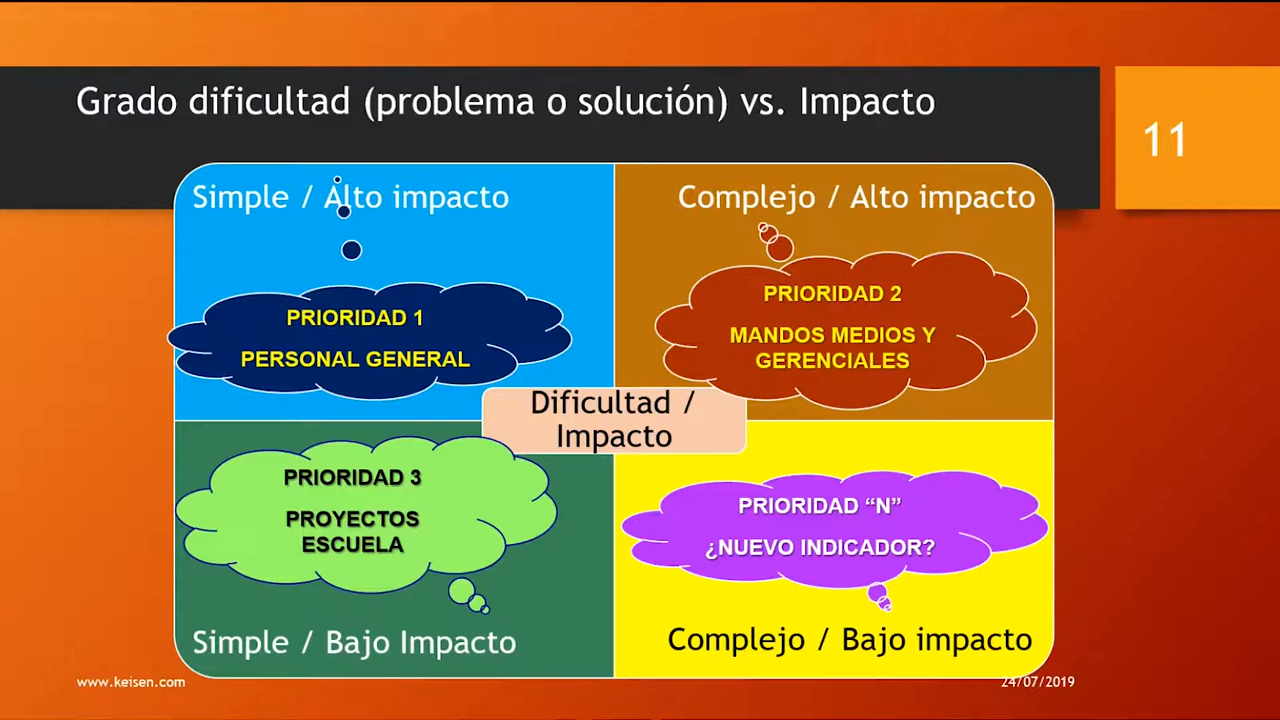 Grado dificultad (problema o solución) vs. Impacto
11
Simple / Alto impacto
Complejo / Alto impacto
PRIORIDAD 1
PERSONAL GENERAL
PRIORIDAD 2
MANDOS MEDIOS Y
GERENCIALES
Dificultad /
Impacto
PRIORIDAD 3
PROYECTOS
ESCUELA
PRIORIDAD “N”
¿NUEVO INDICADOR?
Simple / Bajo Impacto
Complejo / Bajo impacto
www.keisen.com
24/07/2019